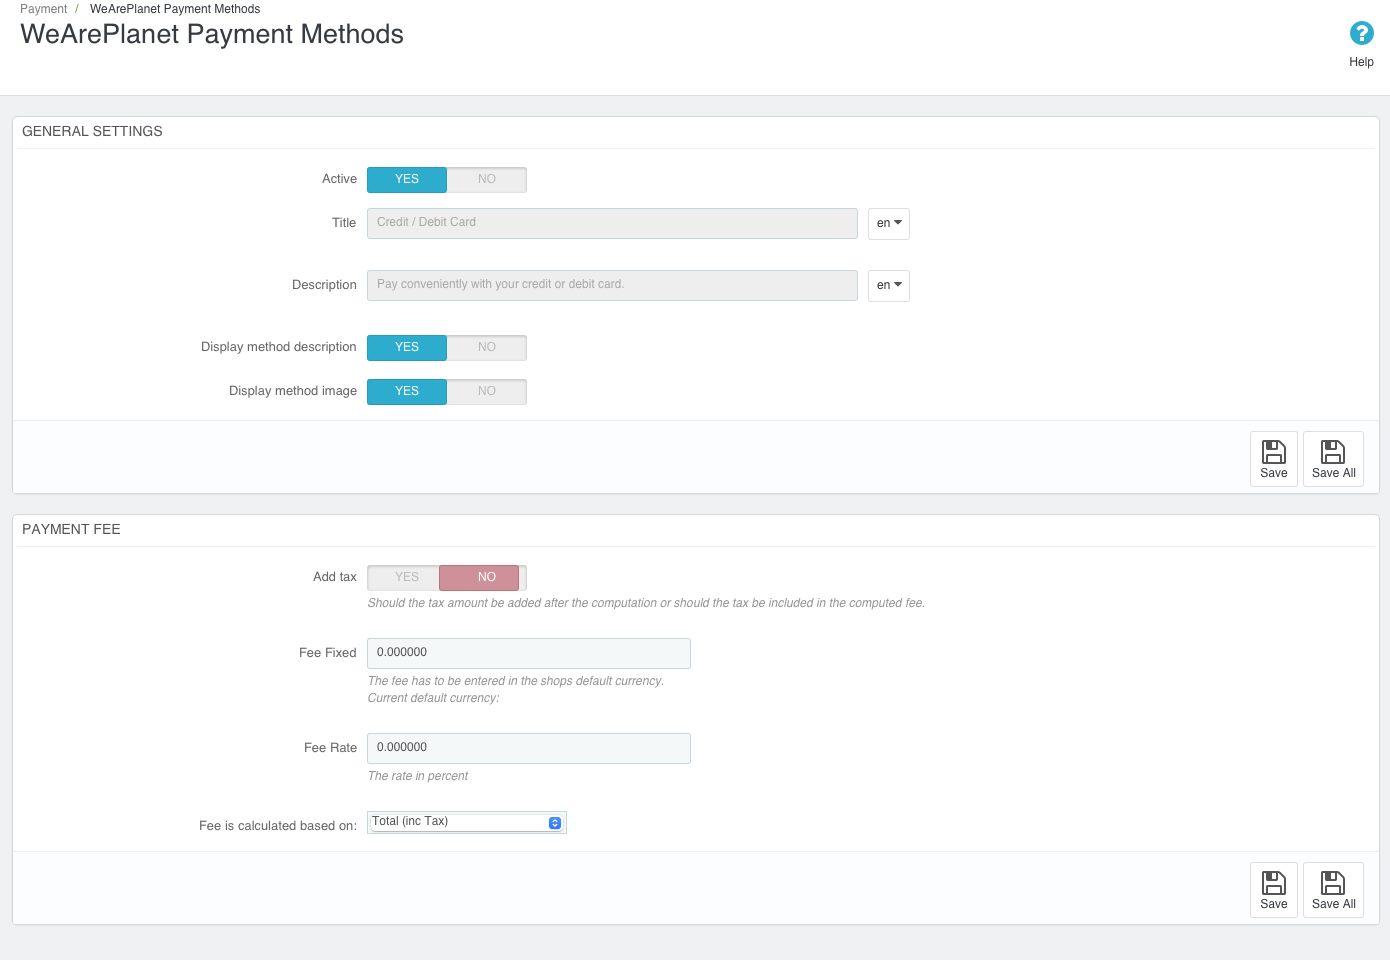 Payment / WeArePlanet Payment Methods
WeArePlanet Payment Methods
?
Help
GENERAL SETTINGS
Active YES NO
Title Credit / Debit Card en
Description Pay conveniently with your credit or debit card. en
Display method description YES NO
Display method image YES NO
Save Save All
PAYMENT FEE
Add tax YES NO
Should the tax amount be added after the computation or should the tax be included in the computed fee.
Fee Fixed 0.000000
The fee has to be entered in the shops default currency.
Current default currency:
Fee Rate 0.000000
The rate in percent
Fee is calculated based on: Total (inc Tax)
Save Save All